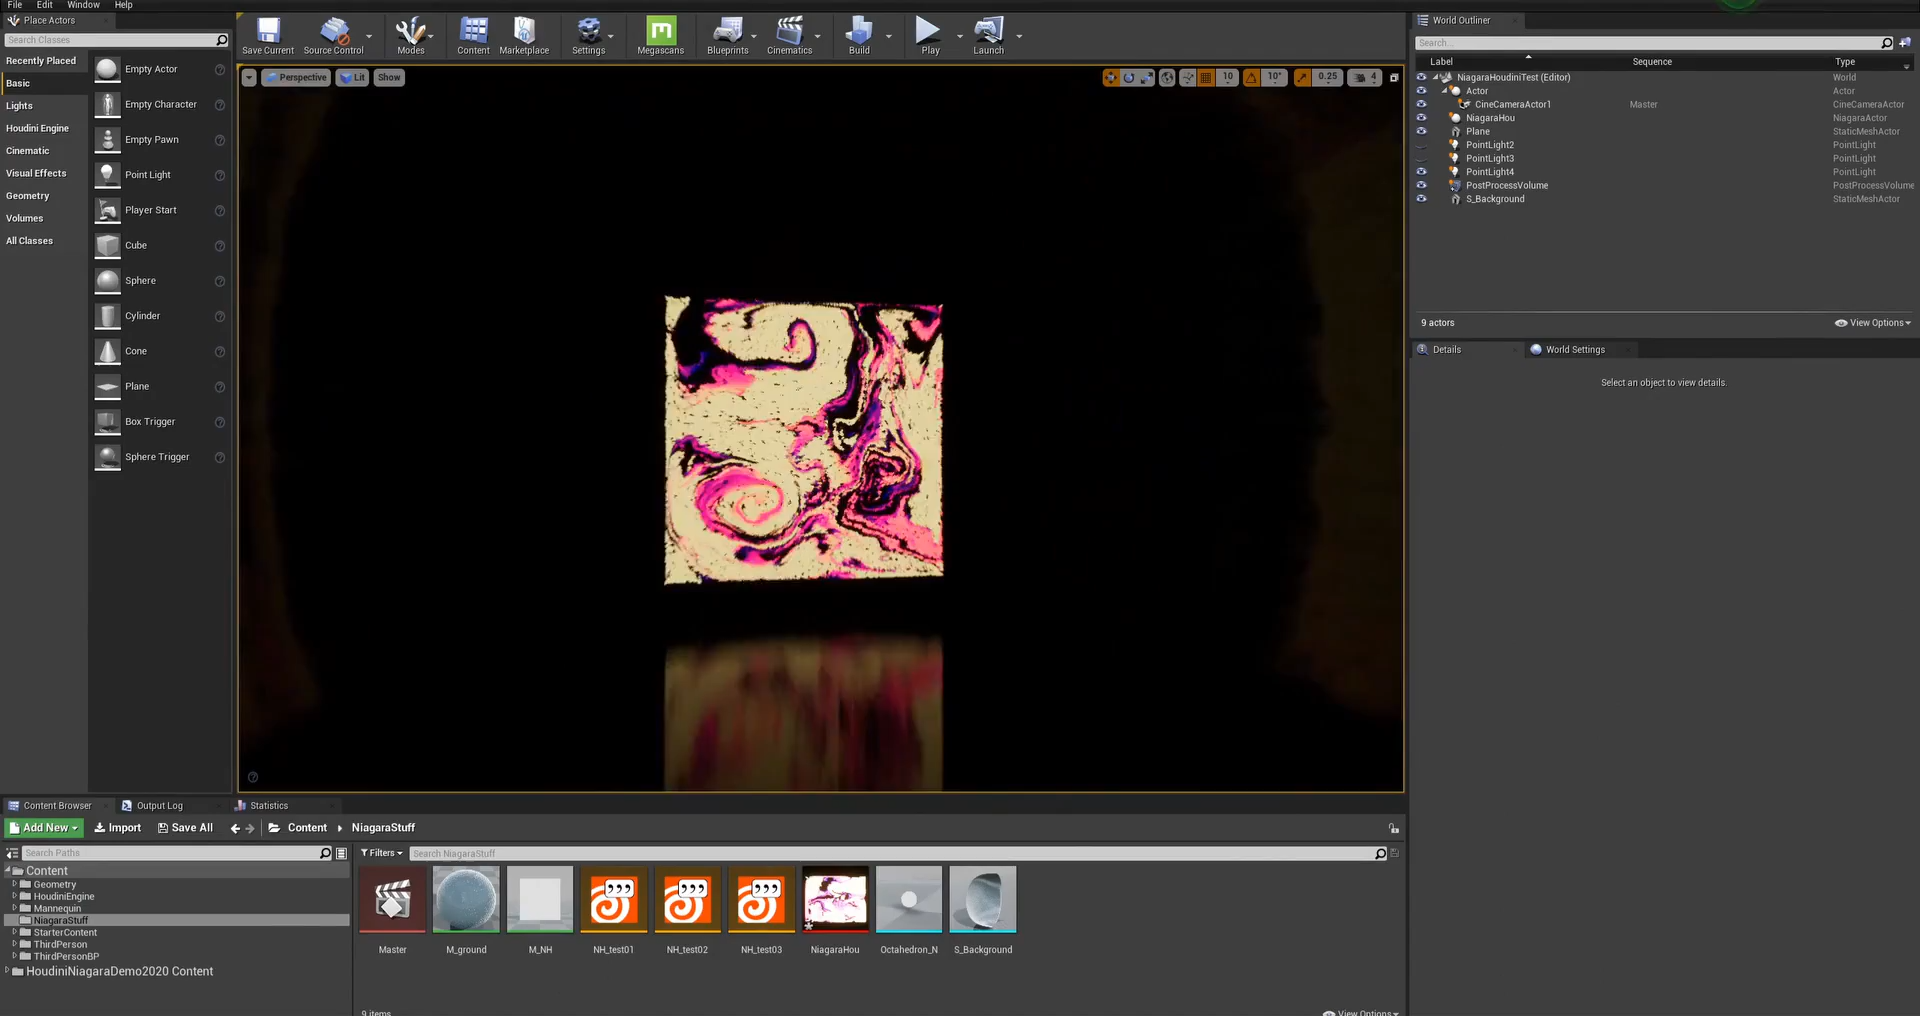 File Edit Window Help
Place Actors
Search Classes
Recently Placed
Basic
Lights
Houdini Engine
Cinematic
Visual Effects
Geometry
Volumes
All Classes
Empty Actor
Empty Character
Empty Pawn
Point Light
Player Start
Cube
Sphere
Cylinder
Cone
Plane
Box Trigger
Sphere Trigger
Save Current Source Control Modes Content Marketplace Settings Megascans Blueprints Cinematics Build Play Launch
Perspective Lit Show
10 10° 0.25 4
World Outliner
Search...
Label Sequence Type
NiagaraHoudiniTest (Editor) World
Actor Actor
CineCameraActor1 Master CineCameraActor
NiagaraHou NiagaraActor
Plane StaticMeshActor
PointLight2 PointLight
PointLight3 PointLight
PointLight4 PointLight
PostProcessVolume PostProcessVolume
S_Background StaticMeshActor
9 actors View Options
Details World Settings
Select an object to view details.
Content Browser Output Log Statistics
Add New Import Save All Content NiagaraStuff
Search Paths
Filters Search NiagaraStuff
Content
Geometry
HoudiniEngine
Mannequin
NiagaraStuff
StarterContent
ThirdPerson
ThirdPersonBP
HoudiniNiagaraDemo2020 Content
Master M_ground M_NH NH_test01 NH_test02 NH_test03 NiagaraHou Octahedron_N S_Background
9 items View Options